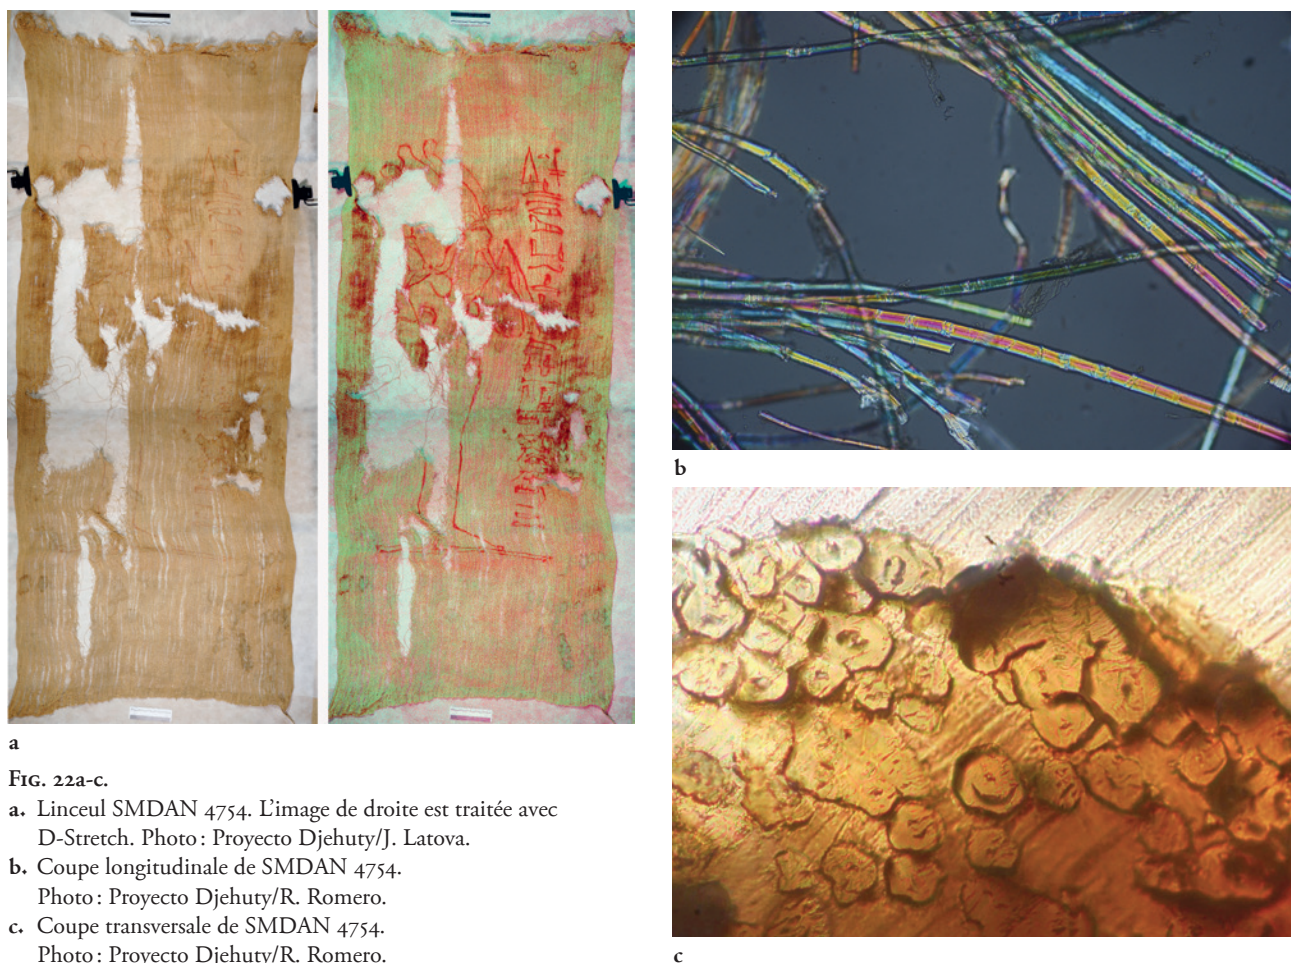 a
FIG. 22a-c.
a. Linceul SMDAN 4754. L'image de droite est traitée avec
D-Stretch. Photo : Proyecto Djehuty/J. Latova.
b. Coupe longitudinale de SMDAN 4754.
Photo : Proyecto Djehuty/R. Romero.
c. Coupe transversale de SMDAN 4754.
Photo : Proyecto Djehuty/R. Romero.
b
c